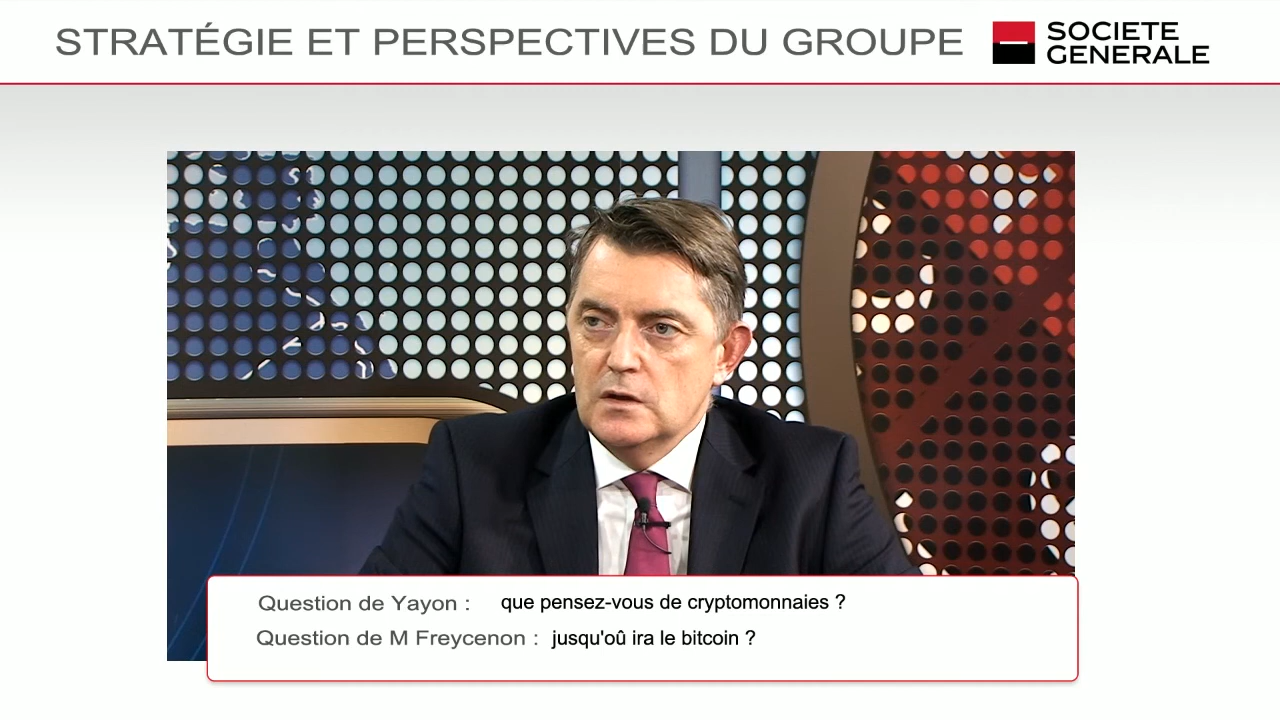 STRATÉGIE ET PERSPECTIVES DU GROUPE
SOCIETE
GENERALE
Question de Yayon : que pensez-vous de cryptomonnaies ?
Question de M Freycenon : jusqu'oû ira le bitcoin ?